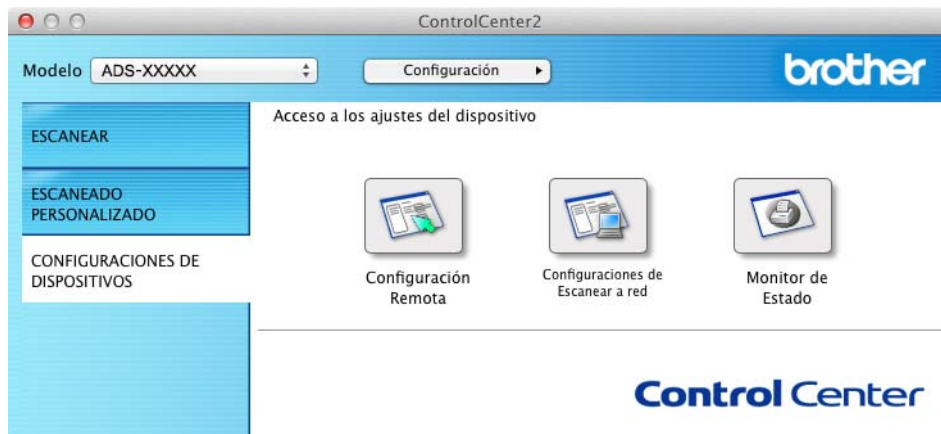 ControlCenter2
Modelo ADS-XXXXX Configuración brother
ESCANEAR
ESCANEADO
PERSONALIZADO
CONFIGURACIONES DE
DISPOSITIVOS
Acceso a los ajustes del dispositivo
Configuración
Remota
Configuraciones de
Escanear a red
Monitor de
Estado
Control Center